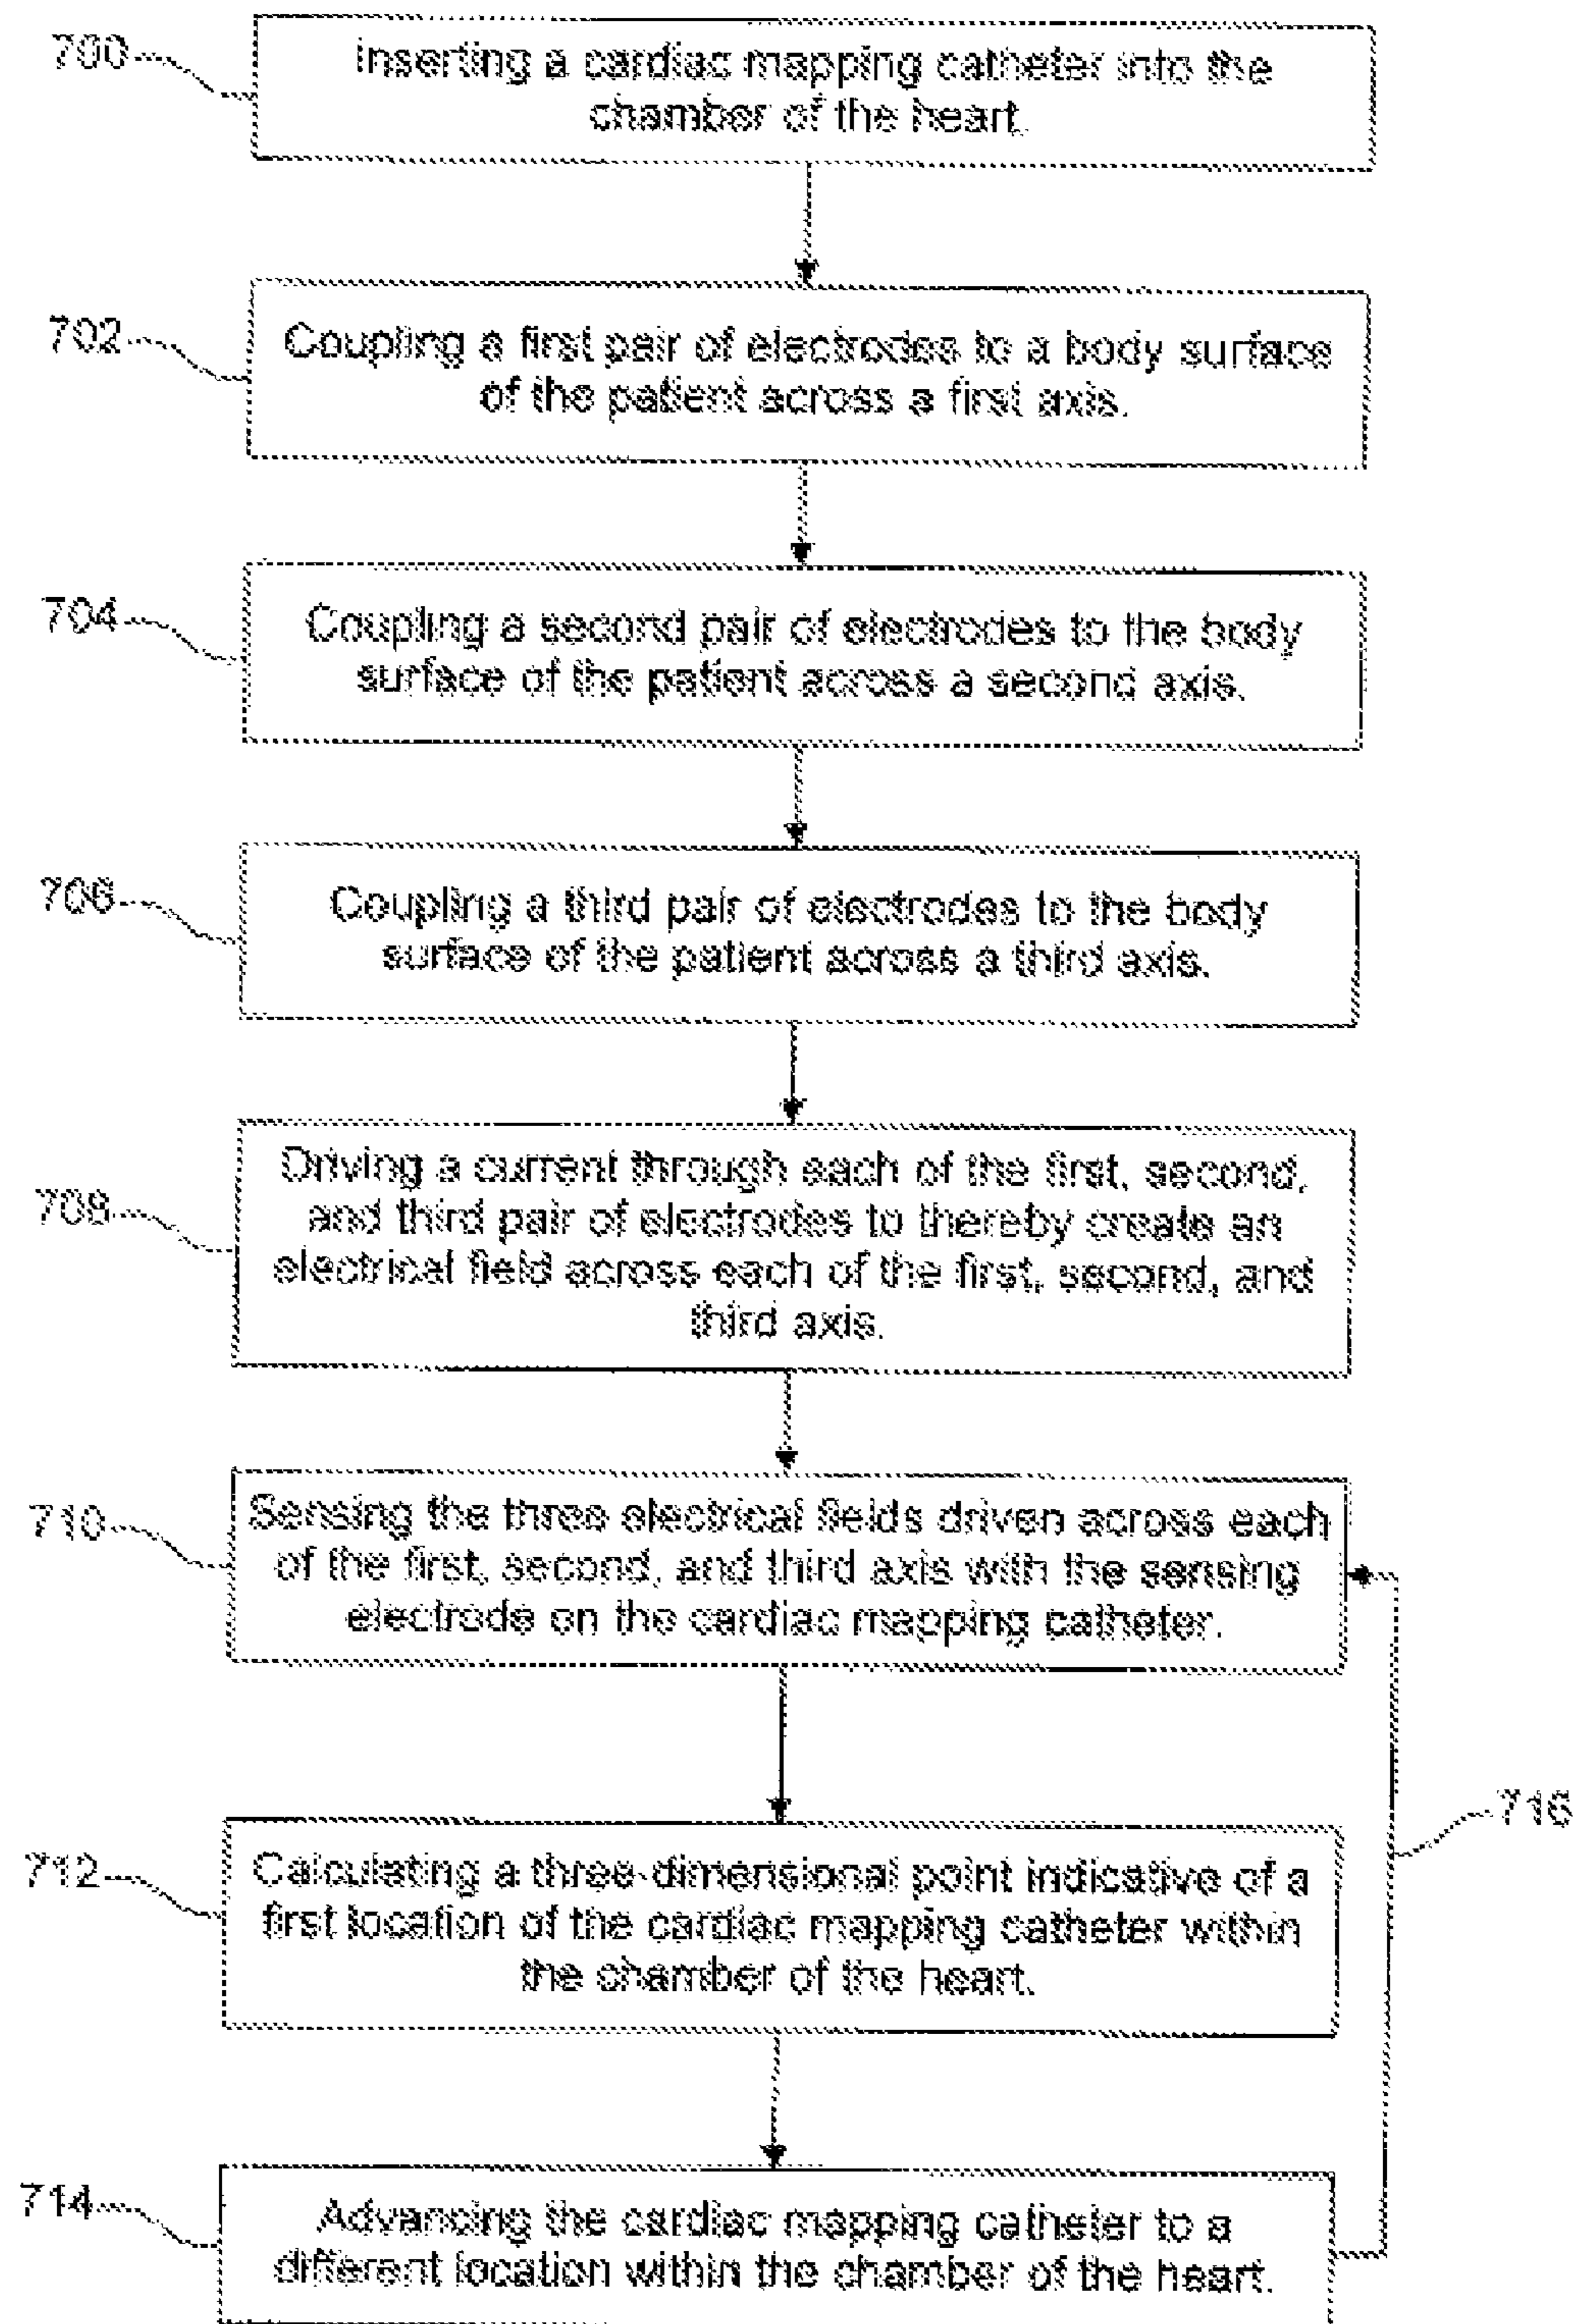 700
Inserting a cardiac mapping catheter into the
chamber of the heart.
702
Coupling a first pair of electrodes to a body surface
of the patient across a first axis.
704
Coupling a second pair of electrodes to the body
surface of the patient across a second axis.
706
Coupling a third pair of electrodes to the body
surface of the patient across a third axis.
708
Driving a current through each of the first, second,
and third pair of electrodes to thereby create an
electrical field across each of the first, second, and
third axis.
710
Sensing the three electrical fields driven across each
of the first, second, and third axis with the sensing
electrode on the cardiac mapping catheter.
712
Calculating a three-dimensional point indicative of a
first location of the cardiac mapping catheter within
the chamber of the heart.
716
714
Advancing the cardiac mapping catheter to a
different location within the chamber of the heart.